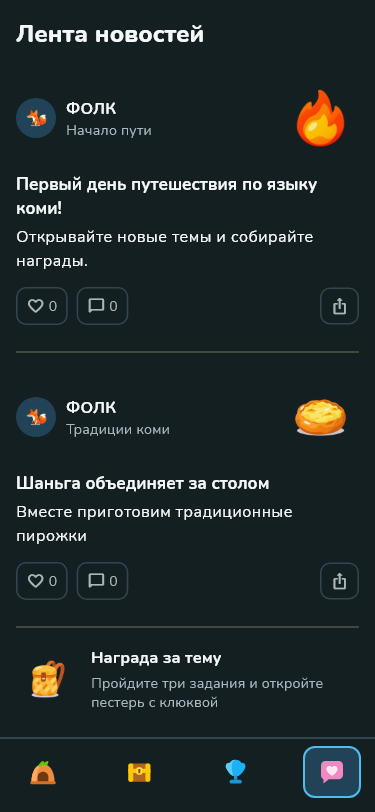 Лента новостей
ФОЛК
Начало пути
Первый день путешествия по языку
коми!
Открывайте новые темы и собирайте
награды.
0 0
ФОЛК
Традиции коми
Шаньга объединяет за столом
Вместе приготовим традиционные
пирожки
0 0
Награда за тему
Пройдите три задания и откройте
пестерь с клюквой